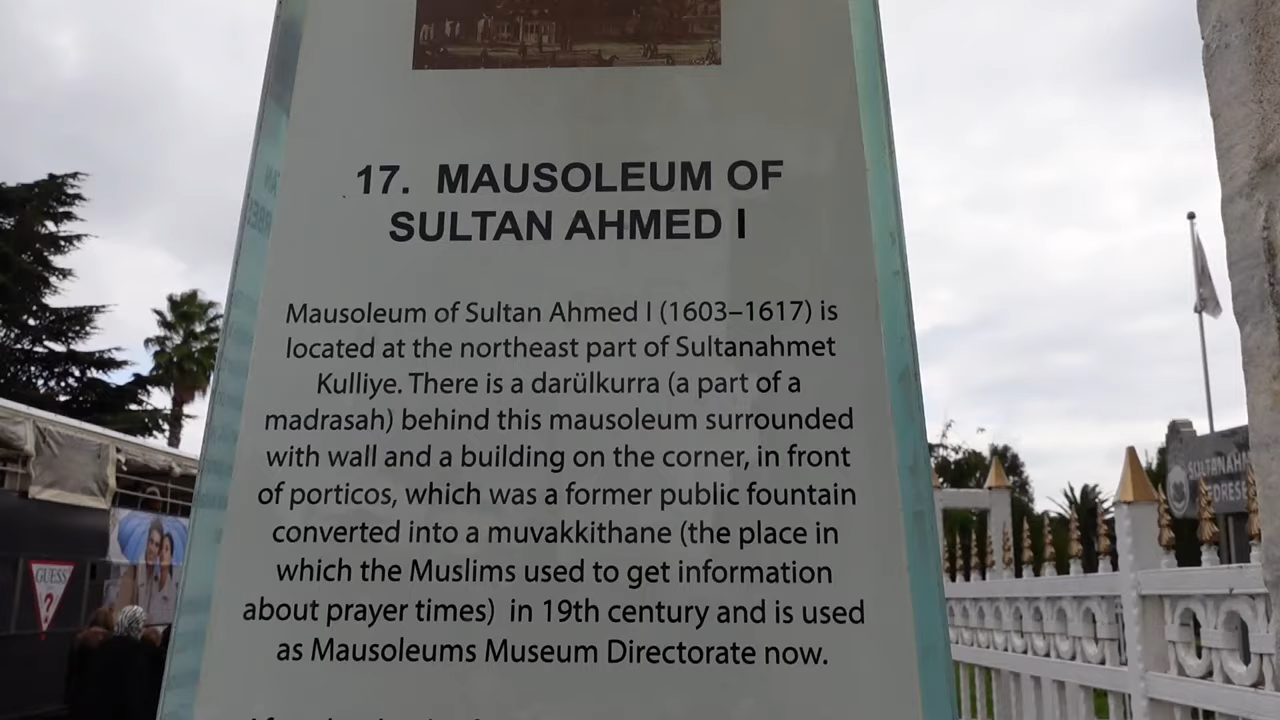 17. MAUSOLEUM OF
SULTAN AHMED I
Mausoleum of Sultan Ahmed I (1603–1617) is
located at the northeast part of Sultanahmet
Kulliye. There is a darülkurra (a part of a
madrasah) behind this mausoleum surrounded
with wall and a building on the corner, in front
of porticos, which was a former public fountain
converted into a muvakkithane (the place in
which the Muslims used to get information
about prayer times) in 19th century and is used
as Mausoleums Museum Directorate now.
GUESS
?